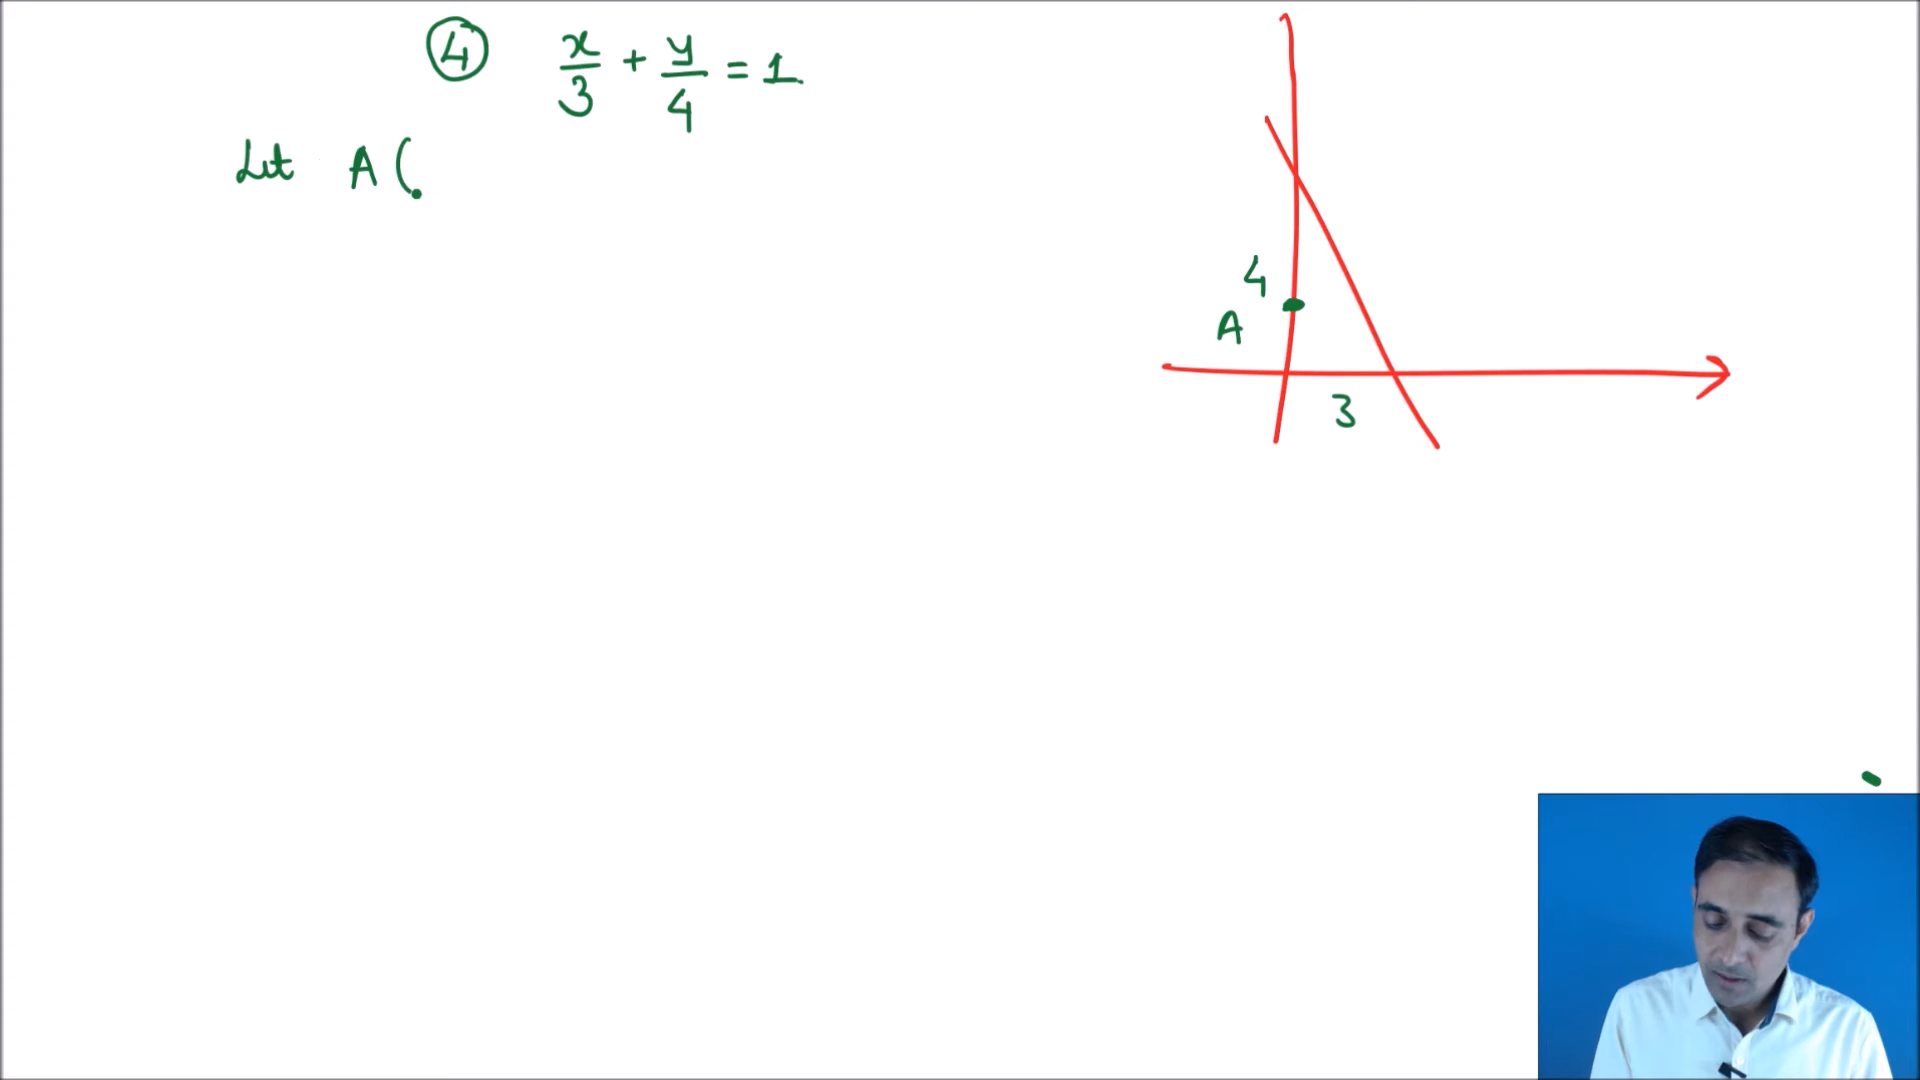 ④ x/3 + y/4 = 1.
Let A (
4
A
3